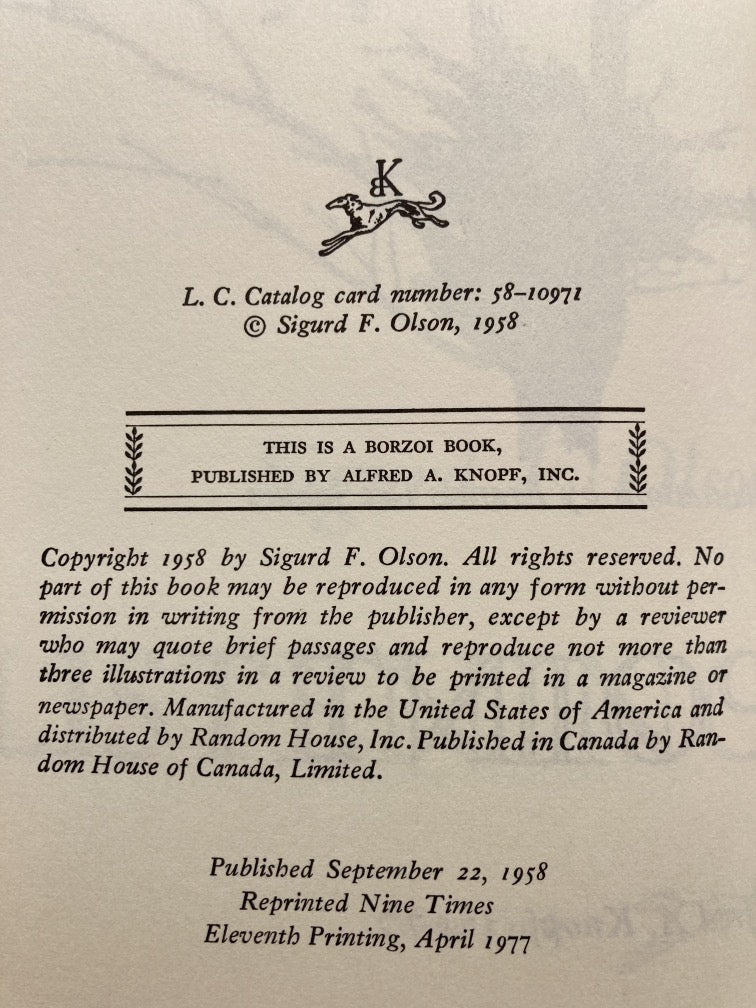 BK
L. C. Catalog card number: 58–10971
© Sigurd F. Olson, 1958
THIS IS A BORZOI BOOK,
PUBLISHED BY ALFRED A. KNOPF, INC.
Copyright 1958 by Sigurd F. Olson. All rights reserved. No
part of this book may be reproduced in any form without per-
mission in writing from the publisher, except by a reviewer
who may quote brief passages and reproduce not more than
three illustrations in a review to be printed in a magazine or
newspaper. Manufactured in the United States of America and
distributed by Random House, Inc. Published in Canada by Ran-
dom House of Canada, Limited.
Published September 22, 1958
Reprinted Nine Times
Eleventh Printing, April 1977